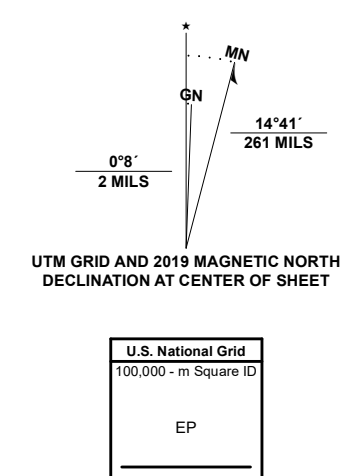 ★
MN
GN
14°41´
261 MILS
0°8´
2 MILS
UTM GRID AND 2019 MAGNETIC NORTH
DECLINATION AT CENTER OF SHEET
U.S. National Grid
100,000 - m Square ID
EP